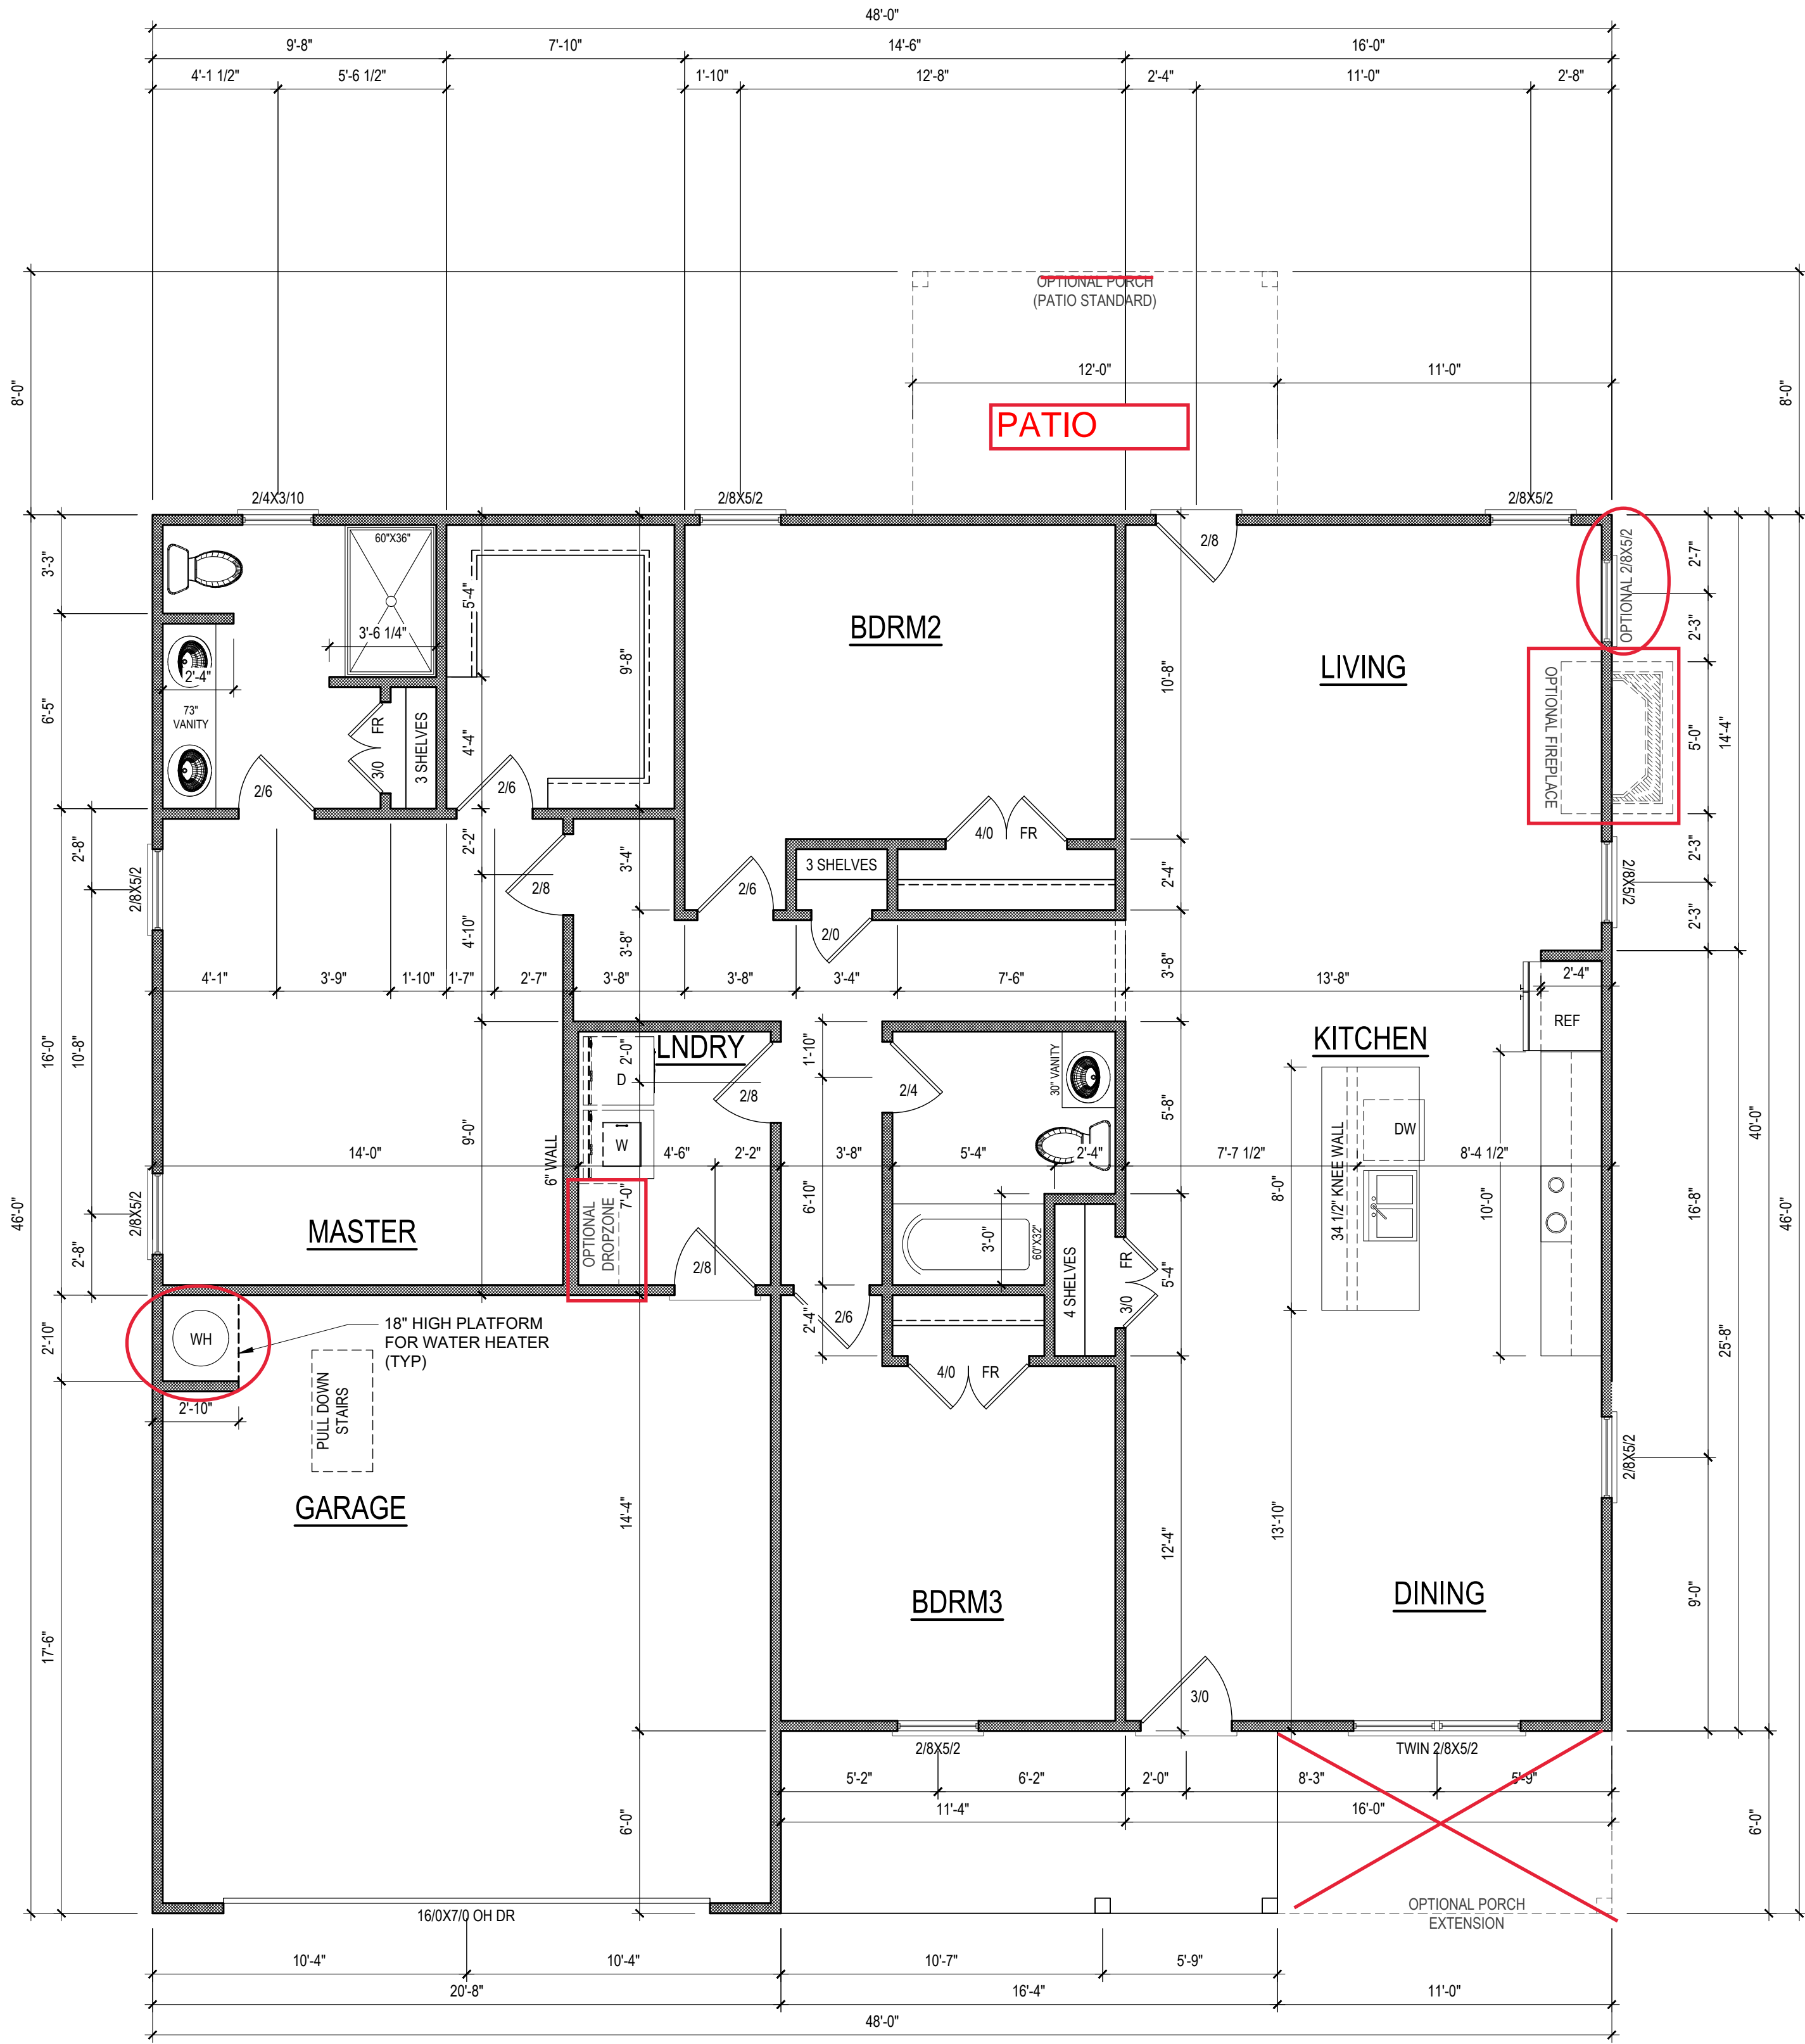 48'-0"
9'-8" 7'-10" 14'-6" 16'-0"
4'-1 1/2" 5'-6 1/2" 1'-10" 12'-8" 2'-4" 11'-0" 2'-8"
OPTIONAL PORCH
(PATIO STANDARD)
12'-0" 11'-0"
8'-0"
8'-0"
PATIO
2/4X3/10 2/8X5/2 2/8X5/2
60"X36"
2/8
OPTIONAL 2/8X5/2
2'-7"
3'-3"
5'-4"
3'-6 1/4"
BDRM2
LIVING
2'-3"
9'-8"
10'-8"
2'-4"
6'-5"
73"
VANITY
FR
3/0
3 SHELVES
4'-4"
OPTIONAL FIREPLACE
5'-0"
14'-4"
2/6
2/6
4/0 FR
2'-8"
2'-2"
3'-4"
3 SHELVES
2'-4"
2'-3"
2/8X5/2
2/8
2/6
2/8X5/2
2'-3"
4'-10"
3'-8"
2/0
3'-8"
4'-1" 3'-9" 1'-10" 1'-7" 2'-7" 3'-8" 3'-8" 3'-4" 7'-6" 13'-8" 2'-4"
REF
16'-0"
10'-8"
2'-0"
LNDRY
1'-10"
KITCHEN
D
2/8
2/4
30" VANITY
5'-8"
DW
40'-0"
9'-0"
W
6" WALL
14'-0" 4'-6" 2'-2" 3'-8" 5'-4" 2'-4" 7'-7 1/2" 8'-4 1/2"
34 1/2" KNEE WALL
8'-0"
10'-0"
16'-8"
46'-0"
46'-0"
2/8X5/2
2'-8"
MASTER
OPTIONAL
DROPZONE
7'-0"
6'-10"
3'-0"
60"X32"
2/8
4 SHELVES
FR
3/0
5'-4"
WH
18" HIGH PLATFORM
FOR WATER HEATER
(TYP)
2'-10"
2'-4"
2/6
25'-8"
4/0 FR
2'-10"
PULL DOWN
STAIRS
2/8X5/2
GARAGE
14'-4"
12'-4"
13'-10"
BDRM3
DINING
9'-0"
17'-6"
3/0
2/8X5/2 TWIN 2/8X5/2
5'-2" 6'-2" 2'-0" 8'-3" 5'-9"
11'-4" 16'-0"
6'-0"
6'-0"
OPTIONAL PORCH
EXTENSION
16/0X7/0 OH DR
10'-4" 10'-4" 10'-7" 5'-9"
20'-8" 16'-4" 11'-0"
48'-0"